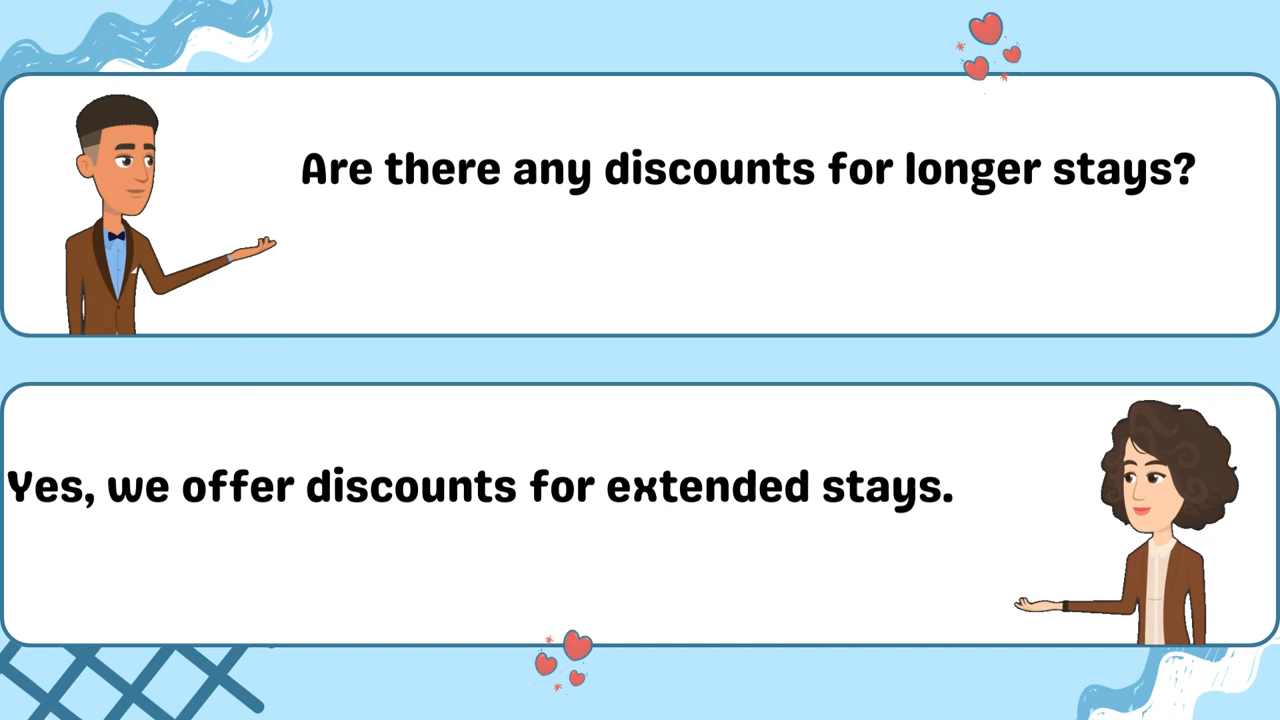 Are there any discounts for longer stays?
Yes, we offer discounts for extended stays.